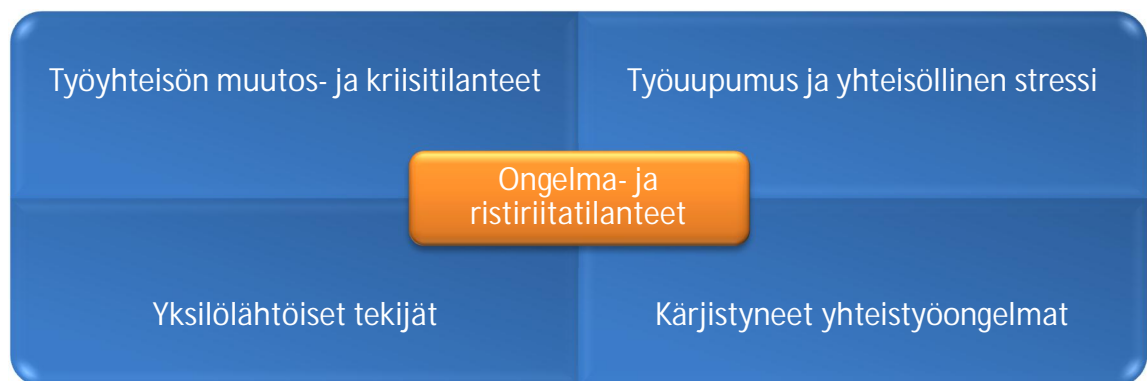 Työyhteisön muutos- ja kriisitilanteet
Työuupumus ja yhteisöllinen stressi
Ongelma- ja
ristiriitatilanteet
Yksilölähtöiset tekijät
Kärjistyneet yhteistyöongelmat